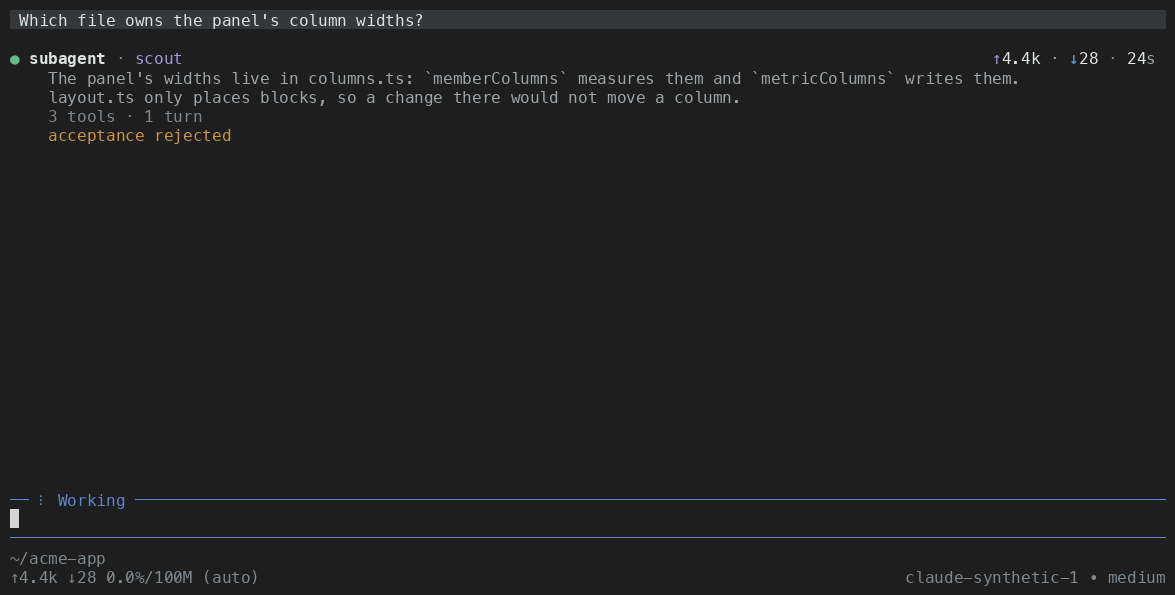 Which file owns the panel's column widths?
● subagent · scout ↑4.4k · ↓28 · 24s
The panel's widths live in columns.ts: `memberColumns` measures them and `metricColumns` writes them.
layout.ts only places blocks, so a change there would not move a column.
3 tools · 1 turn
acceptance rejected
⠇ Working
~/acme-app
↑4.4k ↓28 0.0%/100M (auto) claude-synthetic-1 • medium